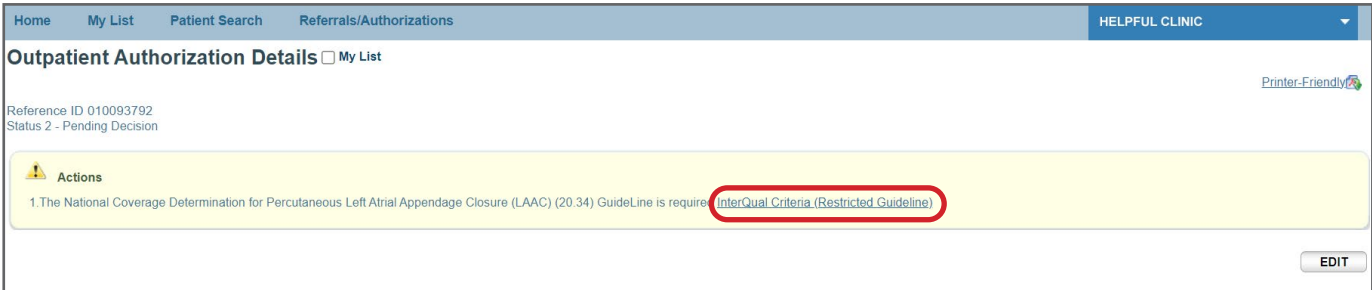 Home My List Patient Search Referrals/Authorizations HELPFUL CLINIC
Outpatient Authorization Details My List
Printer-Friendly
Reference ID 010093792
Status 2 - Pending Decision
Actions
1.The National Coverage Determination for Percutaneous Left Atrial Appendage Closure (LAAC) (20.34) GuideLine is require InterQual Criteria (Restricted Guideline)
EDIT